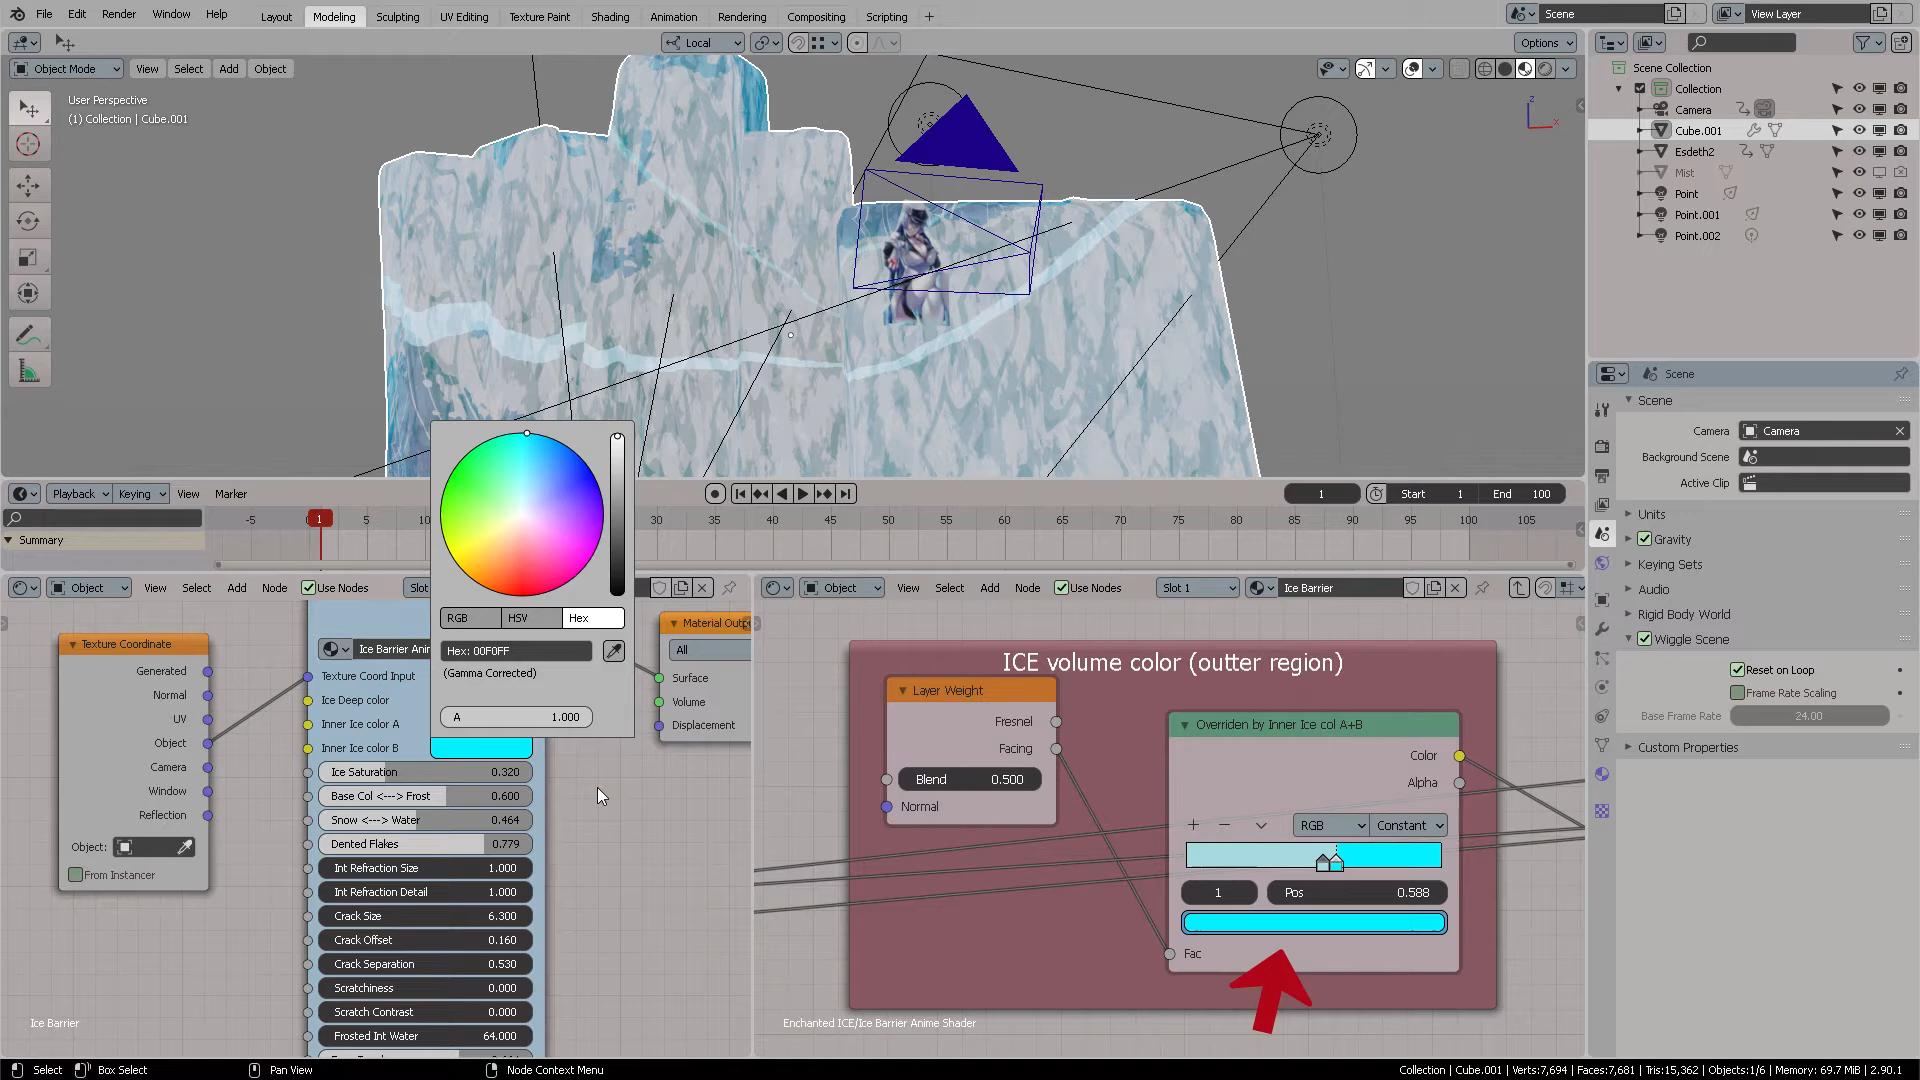 File Edit Render Window Help
Layout Modeling Sculpting UV Editing Texture Paint Shading Animation Rendering Compositing Scripting +
Scene
View Layer
Local
Options
Object Mode View Select Add Object
User Perspective
(1) Collection | Cube.001
Z
X
Scene Collection
Collection
Camera
Cube.001
Esdeth2
Mist
Point
Point.001
Point.002
Scene
Scene
Camera Camera
Background Scene
Active Clip
Units
Gravity
Keying Sets
Audio
Rigid Body World
Wiggle Scene
Reset on Loop
Frame Rate Scaling
Base Frame Rate 24.00
Custom Properties
Playback Keying View Marker
1 Start 1 End 100
-5 1 5 10 30 35 40 45 50 55 60 65 70 75 80 85 90 95 100 105
Summary
Object View Select Add Node Use Nodes Slot
Object View Select Add Node Use Nodes Slot 1 Ice Barrier
RGB HSV Hex
Hex: 00F0FF
(Gamma Corrected)
A 1.000
Texture Coordinate
Generated
Normal
UV
Object
Camera
Window
Reflection
Object:
From Instancer
Ice Barrier Ani
Texture Coord Input
Ice Deep color
Inner Ice color A
Inner Ice color B
Ice Saturation 0.320
Base Col <---> Frost 0.600
Snow <---> Water 0.464
Dented Flakes 0.779
Int Refraction Size 1.000
Int Refraction Detail 1.000
Crack Size 6.300
Crack Offset 0.160
Crack Separation 0.530
Scratchiness 0.000
Scratch Contrast 0.000
Frosted Int Water 64.000
Material Outp
All
Surface
Volume
Displacement
Ice Barrier
ICE volume color (outter region)
Layer Weight
Fresnel
Facing
Blend 0.500
Normal
Overriden by Inner Ice col A+B
Color
Alpha
+ − RGB Constant
1 Pos 0.588
Fac
Enchanted ICE/Ice Barrier Anime Shader
Select Box Select Pan View Node Context Menu
Collection | Cube.001 | Verts:7,694 | Faces:7,681 | Tris:15,362 | Objects:1/6 | Memory: 69.7 MiB | 2.90.1